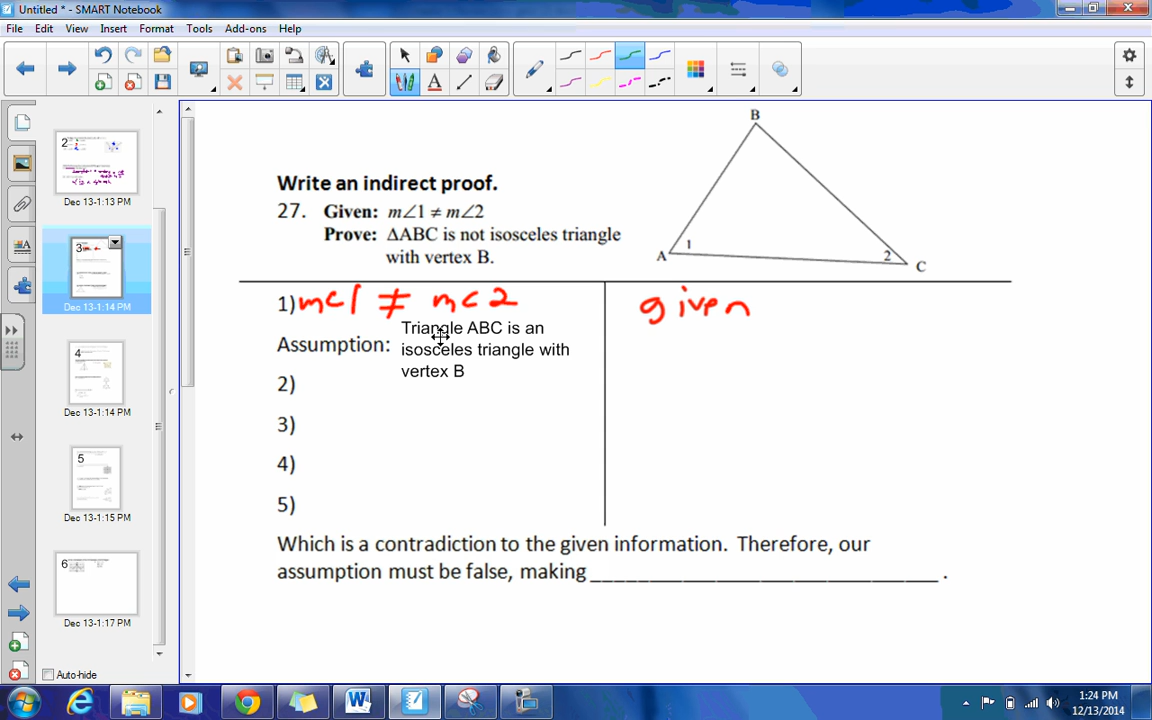 Untitled * - SMART Notebook
File Edit View Insert Format Tools Add-ons Help
B
Write an indirect proof.
27. Given: m∠1 ≠ m∠2
Prove: ΔABC is not isosceles triangle
with vertex B.
A 1 2 C
1) m<1 ≠ m<2 given
Triangle ABC is an
Assumption: isosceles triangle with
vertex B
2)
3)
4)
5)
Which is a contradiction to the given information. Therefore, our
assumption must be false, making ______________________________ .
2
Dec 13-1:13 PM
3
Dec 13-1:14 PM
4
Dec 13-1:14 PM
5
Dec 13-1:15 PM
6
Dec 13-1:17 PM
Auto-hide
1:24 PM
12/13/2014